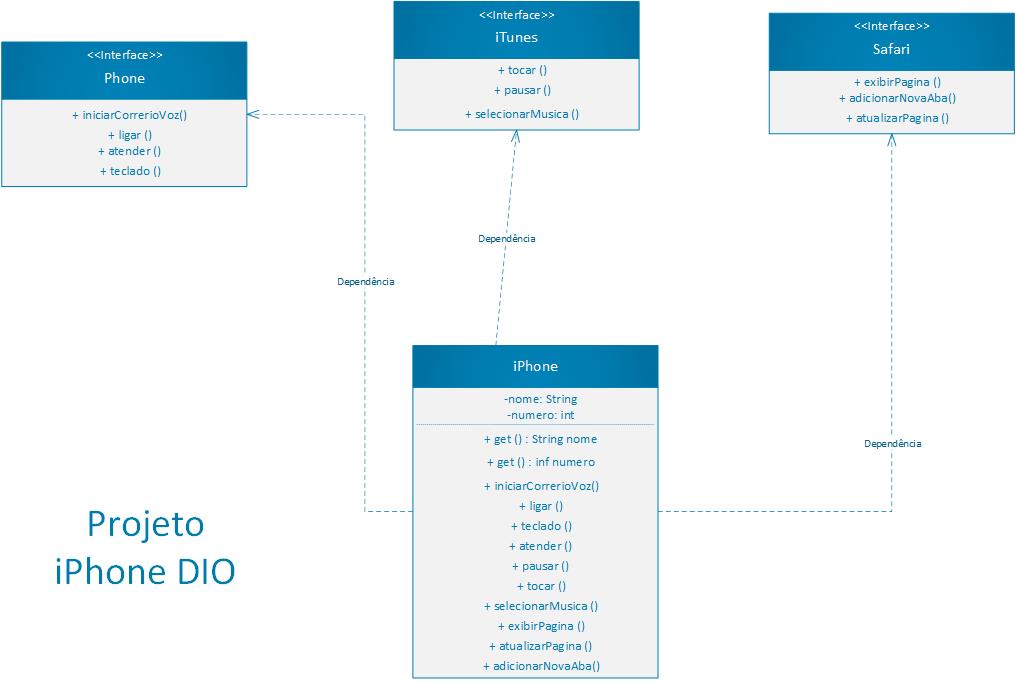 <<Interface>>
Phone
+ iniciarCorrerioVoz()
+ ligar ()
+ atender ()
+ teclado ()
<<Interface>>
iTunes
+ tocar ()
+ pausar ()
+ selecionarMusica ()
<<Interface>>
Safari
+ exibirPagina ()
+ adicionarNovaAba()
+ atualizarPagina ()
Dependência
Dependência
Dependência
iPhone
-nome: String
-numero: int
+ get () : String nome
+ get () : inf numero
+ iniciarCorrerioVoz()
+ ligar ()
+ teclado ()
+ atender ()
+ pausar ()
+ tocar ()
+ selecionarMusica ()
+ exibirPagina ()
+ atualizarPagina ()
+ adicionarNovaAba()
Projeto
iPhone DIO